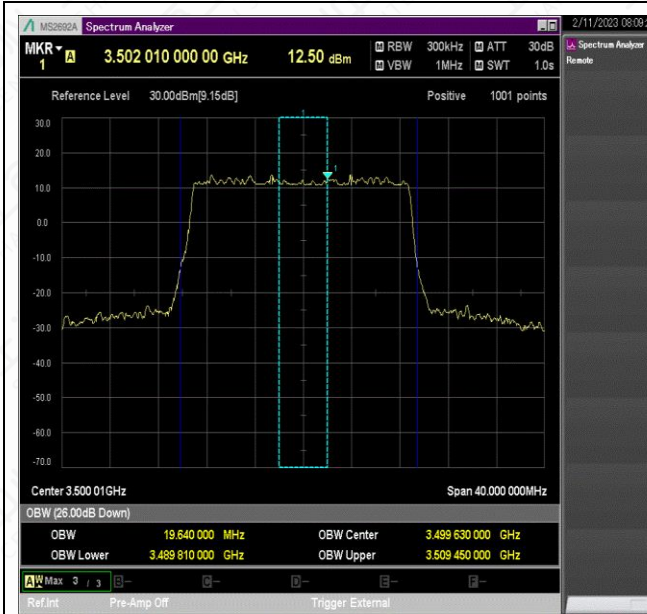 MS2692A Spectrum Analyzer 2/11/2023 08:09:
MKR 1 A 3.502 010 000 00 GHz 12.50 dBm M RBW 300kHz M ATT 30dB
M VBW 1MHz M SWT 1.0s
Spectrum Analyzer
Remote
Reference Level 30.00dBm[9.15dB] Positive 1001 points
30.0
20.0
1
10.0
0.0
-10.0
-20.0
-30.0
-40.0
-50.0
-60.0
-70.0
Center 3.500 01GHz Span 40.000 000MHz
OBW (26.00dB Down)
OBW 19.640 000 MHz OBW Center 3.499 630 000 GHz
OBW Lower 3.489 810 000 GHz OBW Upper 3.509 450 000 GHz
A W Max 3 / 3 B- C- D- E- F-
Ref.Int Pre-Amp Off Trigger External